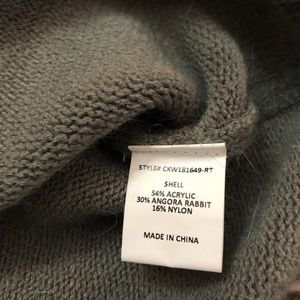 STYLE# CKW181649-RT
SHELL
54% ACRYLIC
30% ANGORA RABBIT
16% NYLON
MADE IN CHINA